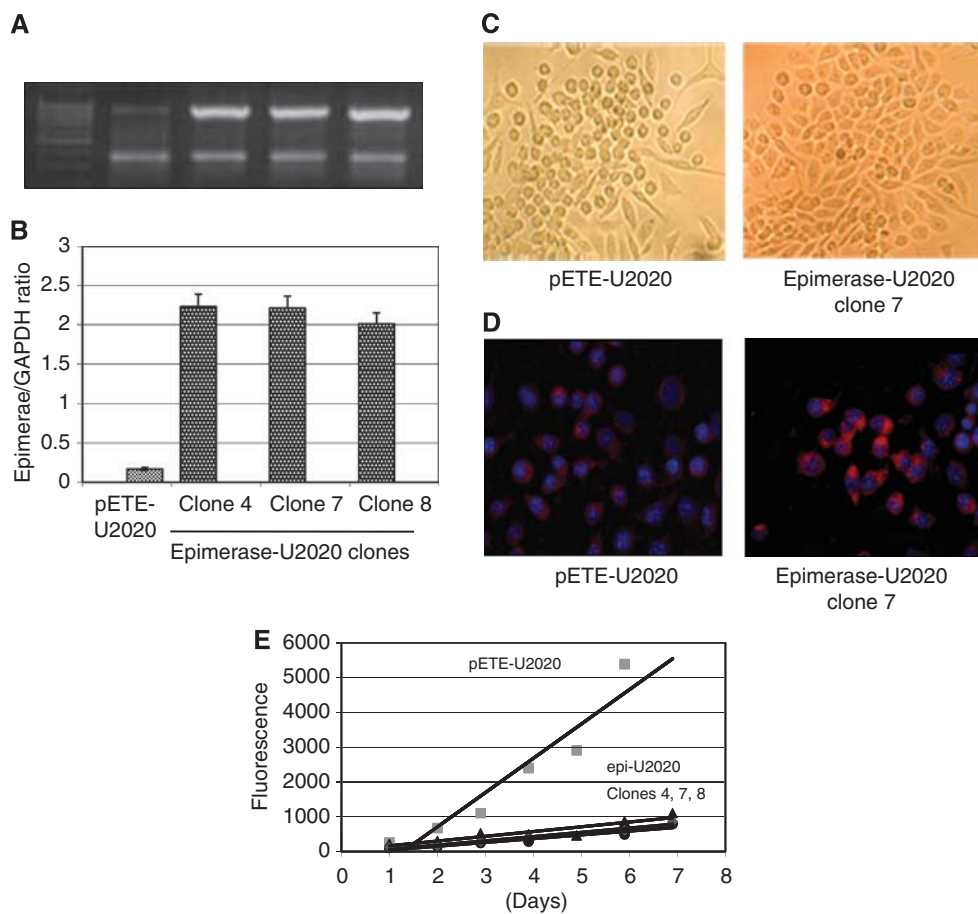 A
B
3
2.5
2
1.5
1
0.5
0
Epimerae/GAPDH ratio
pETE-
U2020
Clone 4 Clone 7 Clone 8
Epimerase-U2020 clones
C
pETE-U2020
Epimerase-U2020
clone 7
D
pETE-U2020
Epimerase-U2020
clone 7
E
6000
5000
4000
3000
2000
1000
0
Fluorescence
pETE-U2020
epi-U2020
Clones 4, 7, 8
0 1 2 3 4 5 6 7 8
(Days)